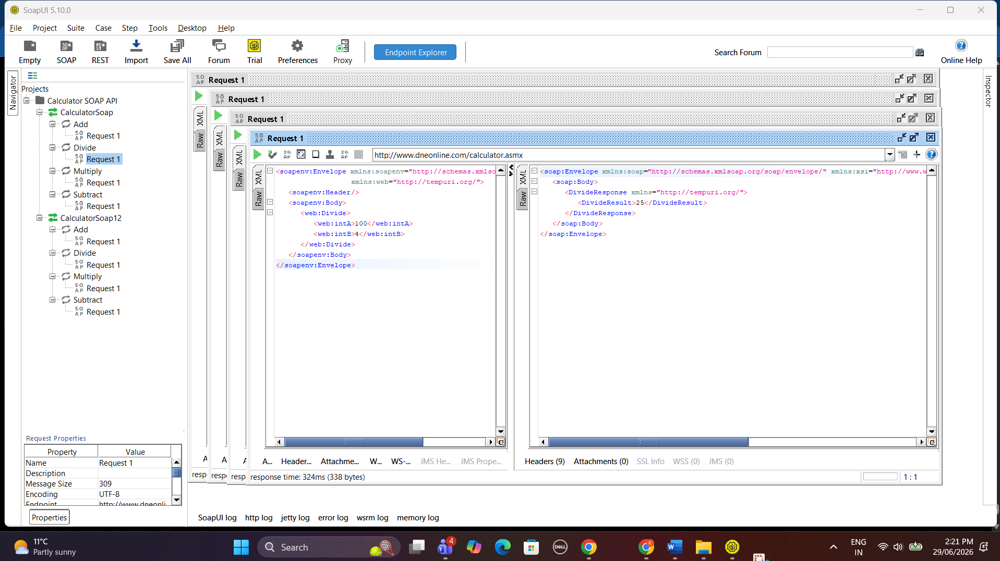 SoapUI 5.10.0
File Project Suite Case Step Tools Desktop Help
Empty SOAP REST Import Save All Forum Trial Preferences Proxy
Endpoint Explorer
Search Forum
Online Help
Navigator
Projects
Calculator SOAP API
CalculatorSoap
Add
Request 1
Divide
Request 1
Multiply
Request 1
Subtract
Request 1
CalculatorSoap12
Add
Request 1
Divide
Request 1
Multiply
Request 1
Subtract
Request 1
Request Properties
Property Value
Name Request 1
Description
Message Size 309
Encoding UTF-8
Endpoint http://www.dneonli
Properties
Request 1
XML
Raw
Request 1
XML
Raw
Request 1
XML
Raw
Request 1
http://www.dneonline.com/calculator.asmx
XML
Raw
<soapenv:Envelope xmlns:soapenv="http://schemas.xmlso
xmlns:web="http://tempuri.org/">
<soapenv:Header/>
<soapenv:Body>
<web:Divide>
<web:intA>100</web:intA>
<web:intB>4</web:intB>
</web:Divide>
</soapenv:Body>
</soapenv:Envelope>
A... Header... Attachme... W... WS-... JMS He... JMS Prope...
XML
Raw
<soap:Envelope xmlns:soap="http://schemas.xmlsoap.org/soap/envelope/" xmlns:xsi="http://www.w
<soap:Body>
<DivideResponse xmlns="http://tempuri.org/">
<DivideResult>25</DivideResult>
</DivideResponse>
</soap:Body>
</soap:Envelope>
Headers (9) Attachments (0) SSL Info WSS (0) JMS (0)
A A A
resp resp resp response time: 324ms (338 bytes)
1 : 1
Inspector
SoapUI log http log jetty log error log wsrm log memory log
11°C
Partly sunny
Search
4
DELL
K
W
ENG
IN
2:21 PM
29/06/2026